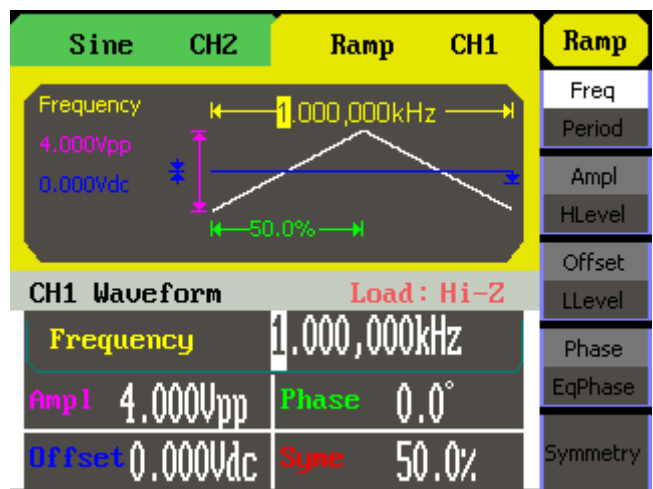 Sine CH2 Ramp CH1 Ramp
Frequency 1.000,000kHz
4.000Vpp
0.000Vdc
50.0%
CH1 Waveform Load: Hi-Z
Frequency 1.000,000kHz
Ampl 4.000Vpp Phase 0.0°
Offset 0.000Vdc Syme 50.0%
Freq
Period
Ampl
HLevel
Offset
LLevel
Phase
EqPhase
Symmetry